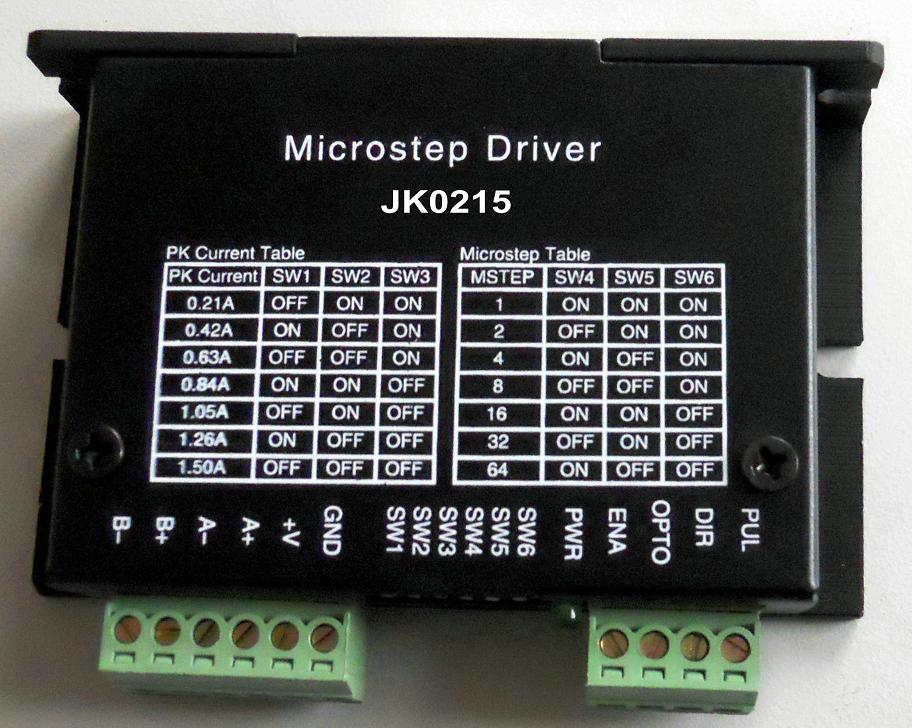 Microstep Driver
JK0215
PK Current Table
PK Current SW1 SW2 SW3
0.21A OFF ON ON
0.42A ON OFF ON
0.63A OFF OFF ON
0.84A ON ON OFF
1.05A OFF ON OFF
1.26A ON OFF OFF
1.50A OFF OFF OFF
Microstep Table
MSTEP SW4 SW5 SW6
1 ON ON ON
2 OFF ON ON
4 ON OFF ON
8 OFF OFF ON
16 ON ON OFF
32 OFF ON OFF
64 ON OFF OFF
B-
B+
A-
A+
+V
GND
SW1
SW2
SW3
SW4
SW5
SW6
PWR
ENA
OPTO
DIR
PUL